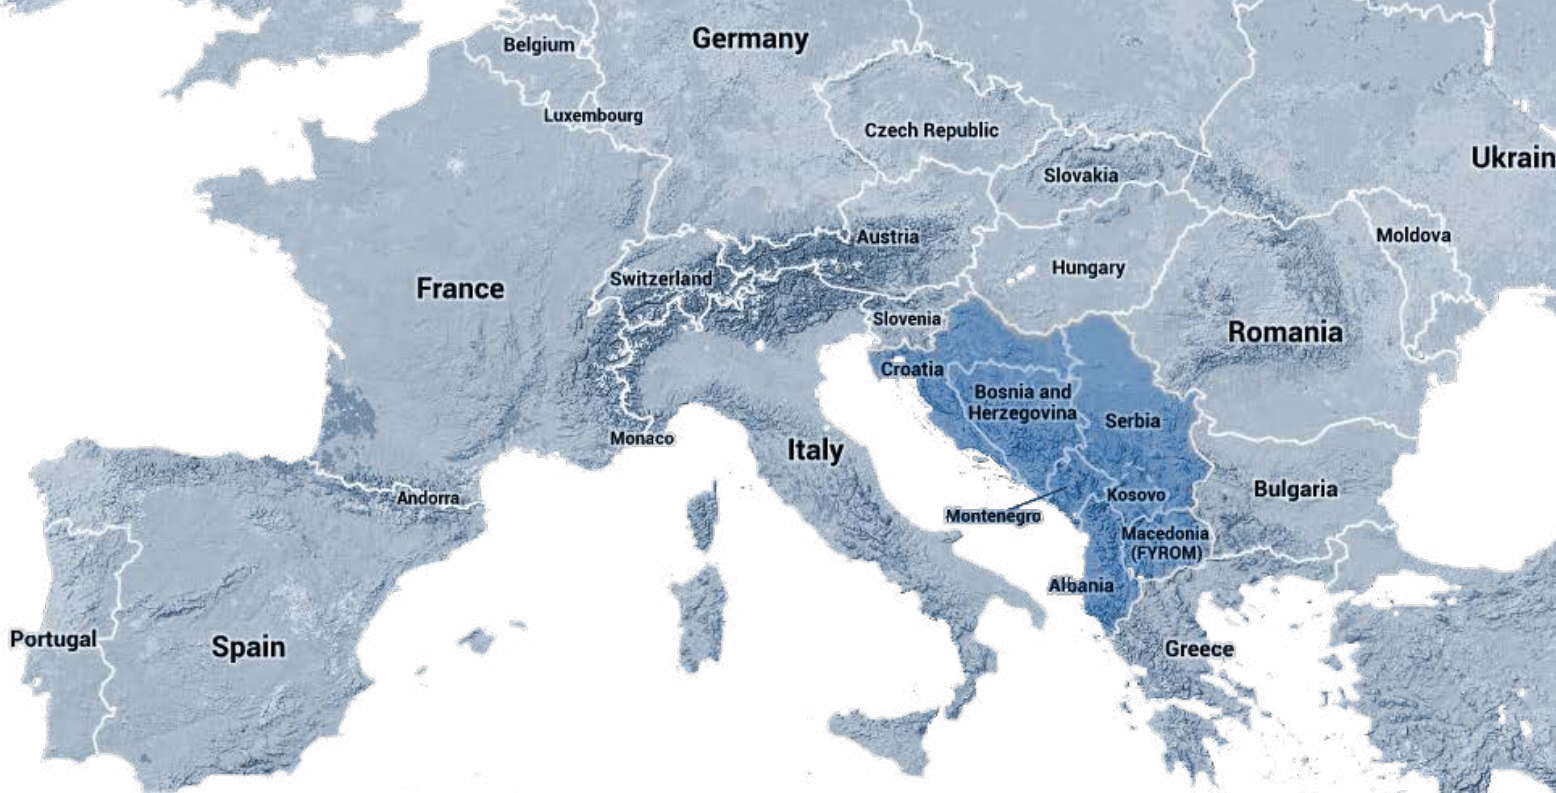 Germany
Belgium
Luxembourg
Czech Republic
Ukrain
Slovakia
Austria
Moldova
Hungary
Switzerland
France
Slovenia
Romania
Croatia
Bosnia and
Herzegovina
Serbia
Monaco
Italy
Andorra
Kosovo
Bulgaria
Montenegro
Macedonia
(FYROM)
Albania
Portugal
Spain
Greece